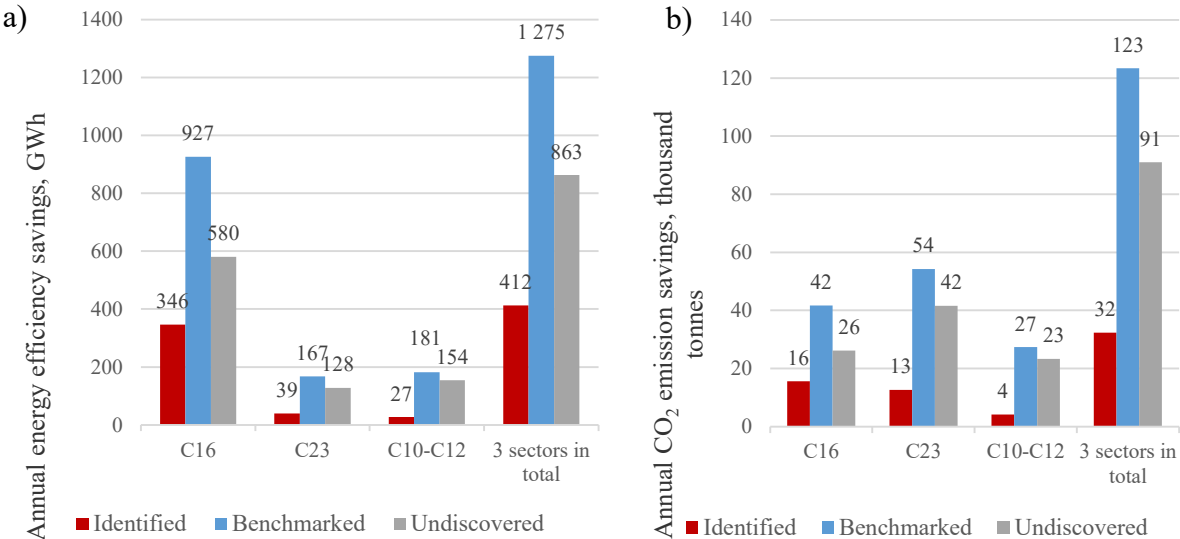 a)
Annual energy efficiency savings, GWh
1400
1200
1000
800
600
400
200
0
346
927
580
39
167
128
27
181
154
412
1 275
863
C16
C23
C10-C12
3 sectors in
total
Identified
Benchmarked
Undiscovered
b)
Annual CO₂ emission savings, thousand
tonnes
140
120
100
80
60
40
20
0
16
42
26
13
54
42
4
27
23
32
123
91
C16
C23
C10-C12
3 sectors in
total
Identified
Benchmarked
Undiscovered